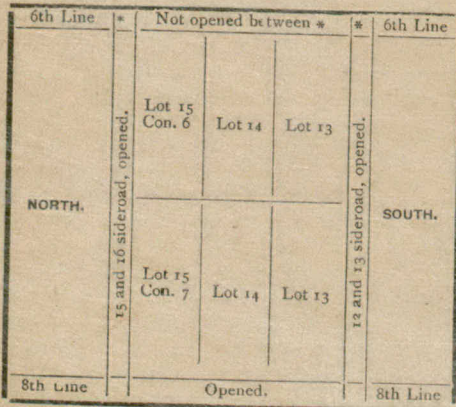 6th Line * Not opened between * * 6th Line
Lot 15
Con. 6
Lot 14
Lot 13
NORTH.
15 and 16 sideroad, opened.
12 and 13 sideroad, opened.
SOUTH.
Lot 15
Con. 7
Lot 14
Lot 13
8th Line Opened. 8th Line